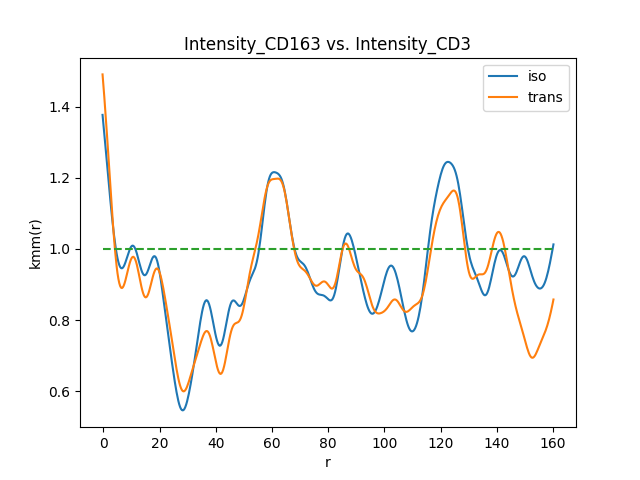 Intensity_CD163 vs. Intensity_CD3
iso
trans
kmm(r)
1.4
1.2
1.0
0.8
0.6
0 20 40 60 80 100 120 140 160
r